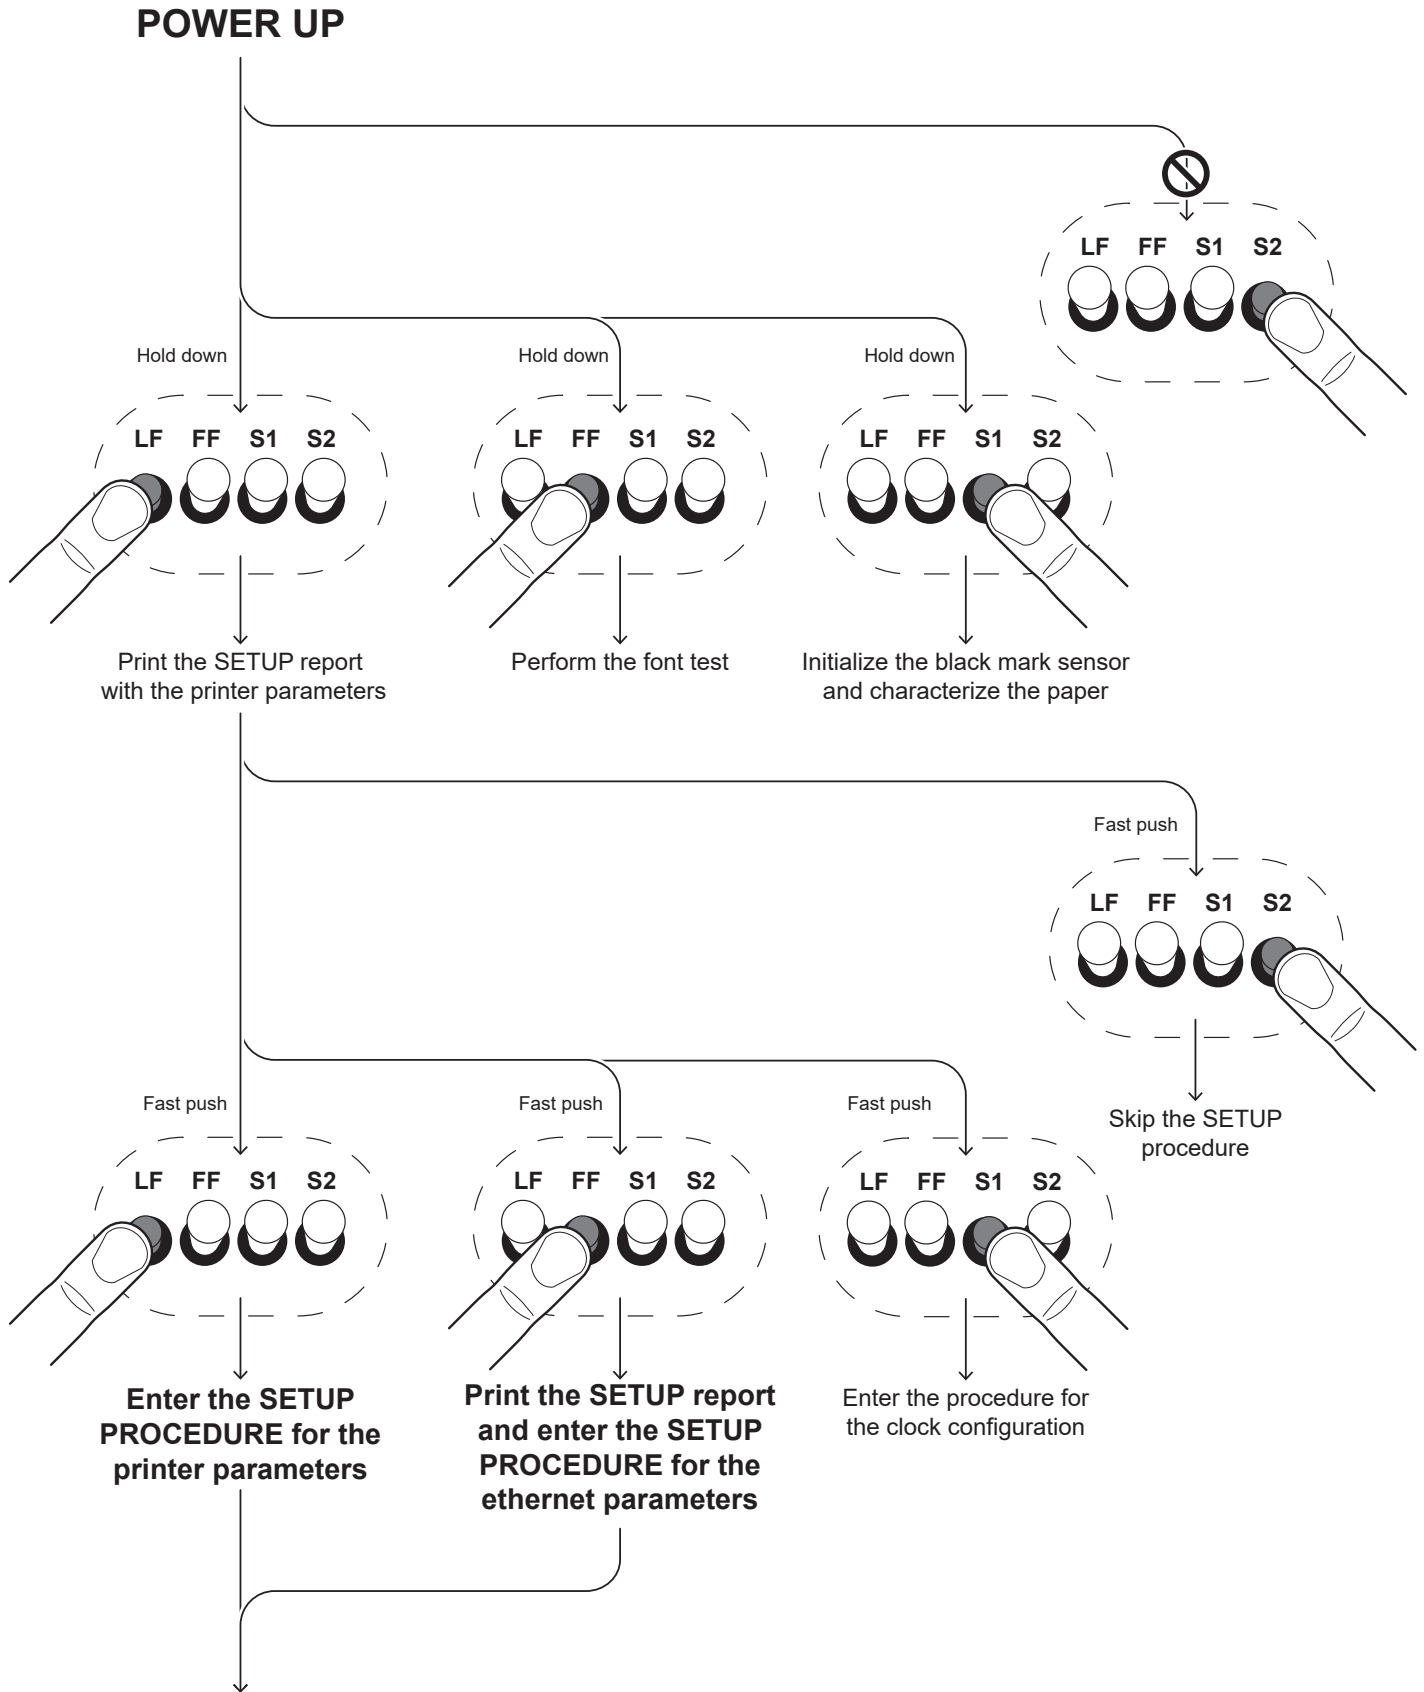 POWER UP
LF FF S1 S2
Hold down
Hold down
Hold down
LF FF S1 S2
LF FF S1 S2
LF FF S1 S2
Print the SETUP report
with the printer parameters
Perform the font test
Initialize the black mark sensor
and characterize the paper
Fast push
LF FF S1 S2
Skip the SETUP
procedure
Fast push
Fast push
Fast push
LF FF S1 S2
LF FF S1 S2
LF FF S1 S2
Enter the SETUP
PROCEDURE for the
printer parameters
Print the SETUP report
and enter the SETUP
PROCEDURE for the
ethernet parameters
Enter the procedure for
the clock configuration